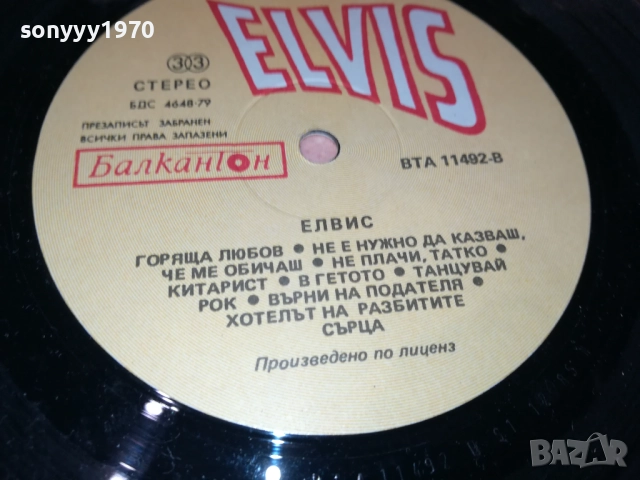 sonyyy1970
ELVIS
33
СТЕРЕО
БДС 4648-79
ПРЕЗАПИСЪТ ЗАБРАНЕН
ВСИЧКИ ПРАВА ЗАПАЗЕНИ
Балкантон
ВТА 11492-В
ЕЛВИС
ГОРЯЩА ЛЮБОВ • НЕ Е НУЖНО ДА КАЗВАШ,
ЧЕ МЕ ОБИЧАШ • НЕ ПЛАЧИ, ТАТКО •
КИТАРИСТ • В ГЕТОТО • ТАНЦУВАЙ
РОК • ВЪРНИ НА ПОДАТЕЛЯ •
ХОТЕЛЪТ НА РАЗБИТИТЕ
СЪРЦА
Произведено по лиценз
BAZAR